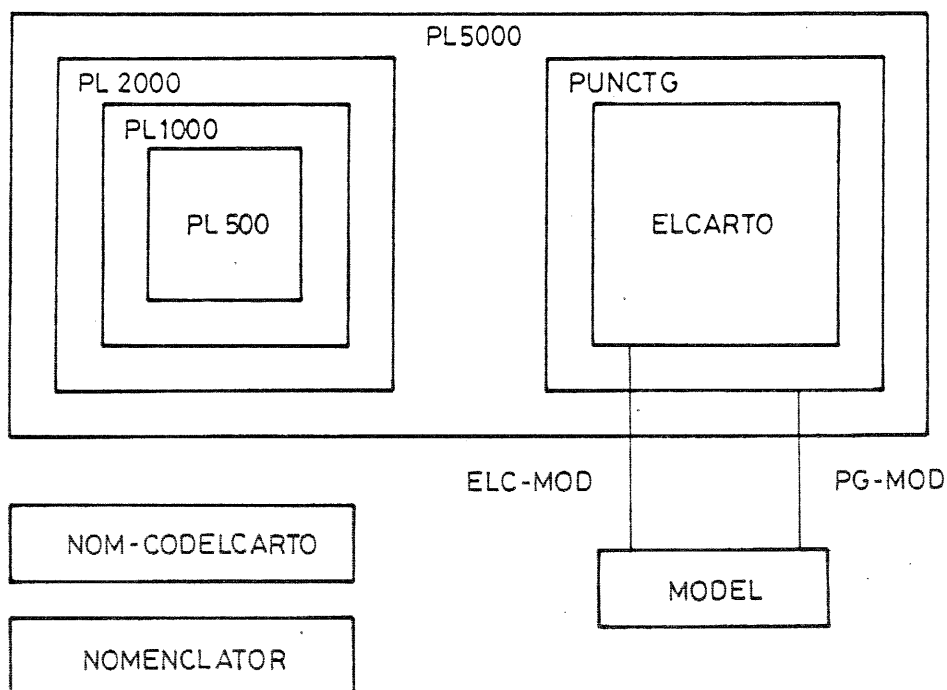 PL5000
PL 2000
PUNCTG
PL1000
PL 500
ELCARTO
ELC-MOD
PG-MOD
NOM-CODELCARTO
MODEL
NOMENCLATOR